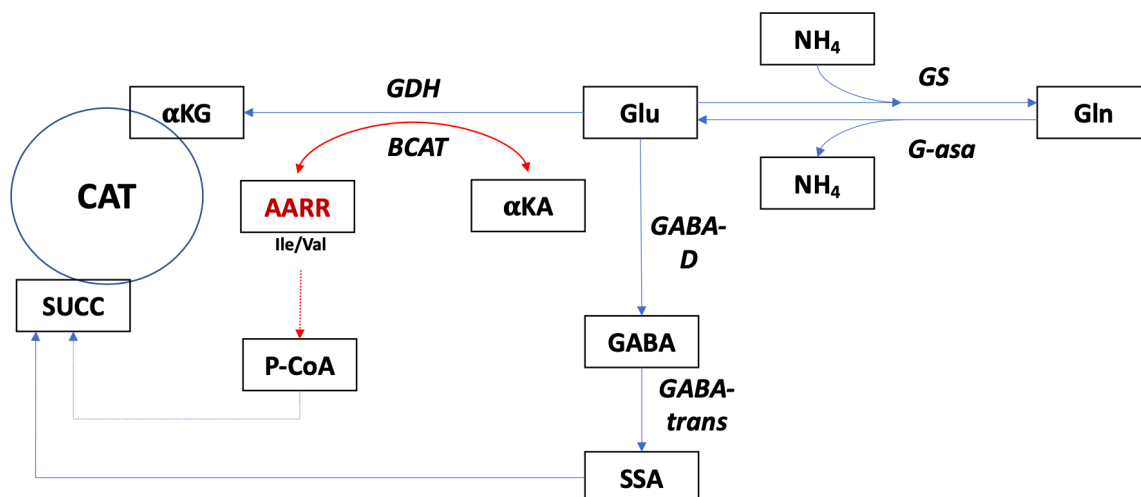 NH₄
GS
GDH
αKG
Glu
Gln
BCAT
G-asa
NH₄
CAT
AARR
αKA
Ile/Val
GABA-
D
SUCC
GABA
P-CoA
GABA-
trans
SSA